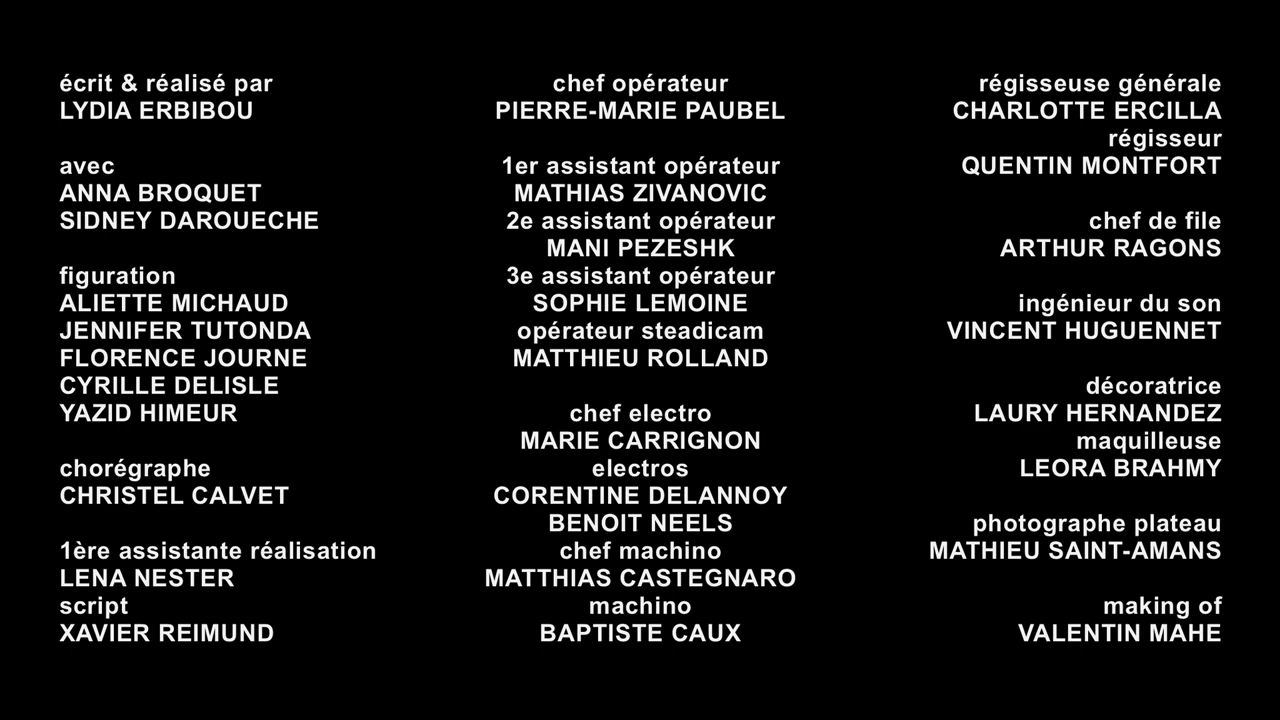 écrit & réalisé par
LYDIA ERBIBOU
avec
ANNA BROQUET
SIDNEY DAROUECHE
figuration
ALIETTE MICHAUD
JENNIFER TUTONDA
FLORENCE JOURNE
CYRILLE DELISLE
YAZID HIMEUR
chorégraphe
CHRISTEL CALVET
1ère assistante réalisation
LENA NESTER
script
XAVIER REIMUND
chef opérateur
PIERRE-MARIE PAUBEL
1er assistant opérateur
MATHIAS ZIVANOVIC
2e assistant opérateur
MANI PEZESHK
3e assistant opérateur
SOPHIE LEMOINE
opérateur steadicam
MATTHIEU ROLLAND
chef electro
MARIE CARRIGNON
electros
CORENTINE DELANNOY
BENOIT NEELS
chef machino
MATTHIAS CASTEGNARO
machino
BAPTISTE CAUX
régisseuse générale
CHARLOTTE ERCILLA
régisseur
QUENTIN MONTFORT
chef de file
ARTHUR RAGONS
ingénieur du son
VINCENT HUGUENNET
décoratrice
LAURY HERNANDEZ
maquilleuse
LEORA BRAHMY
photographe plateau
MATHIEU SAINT-AMANS
making of
VALENTIN MAHE